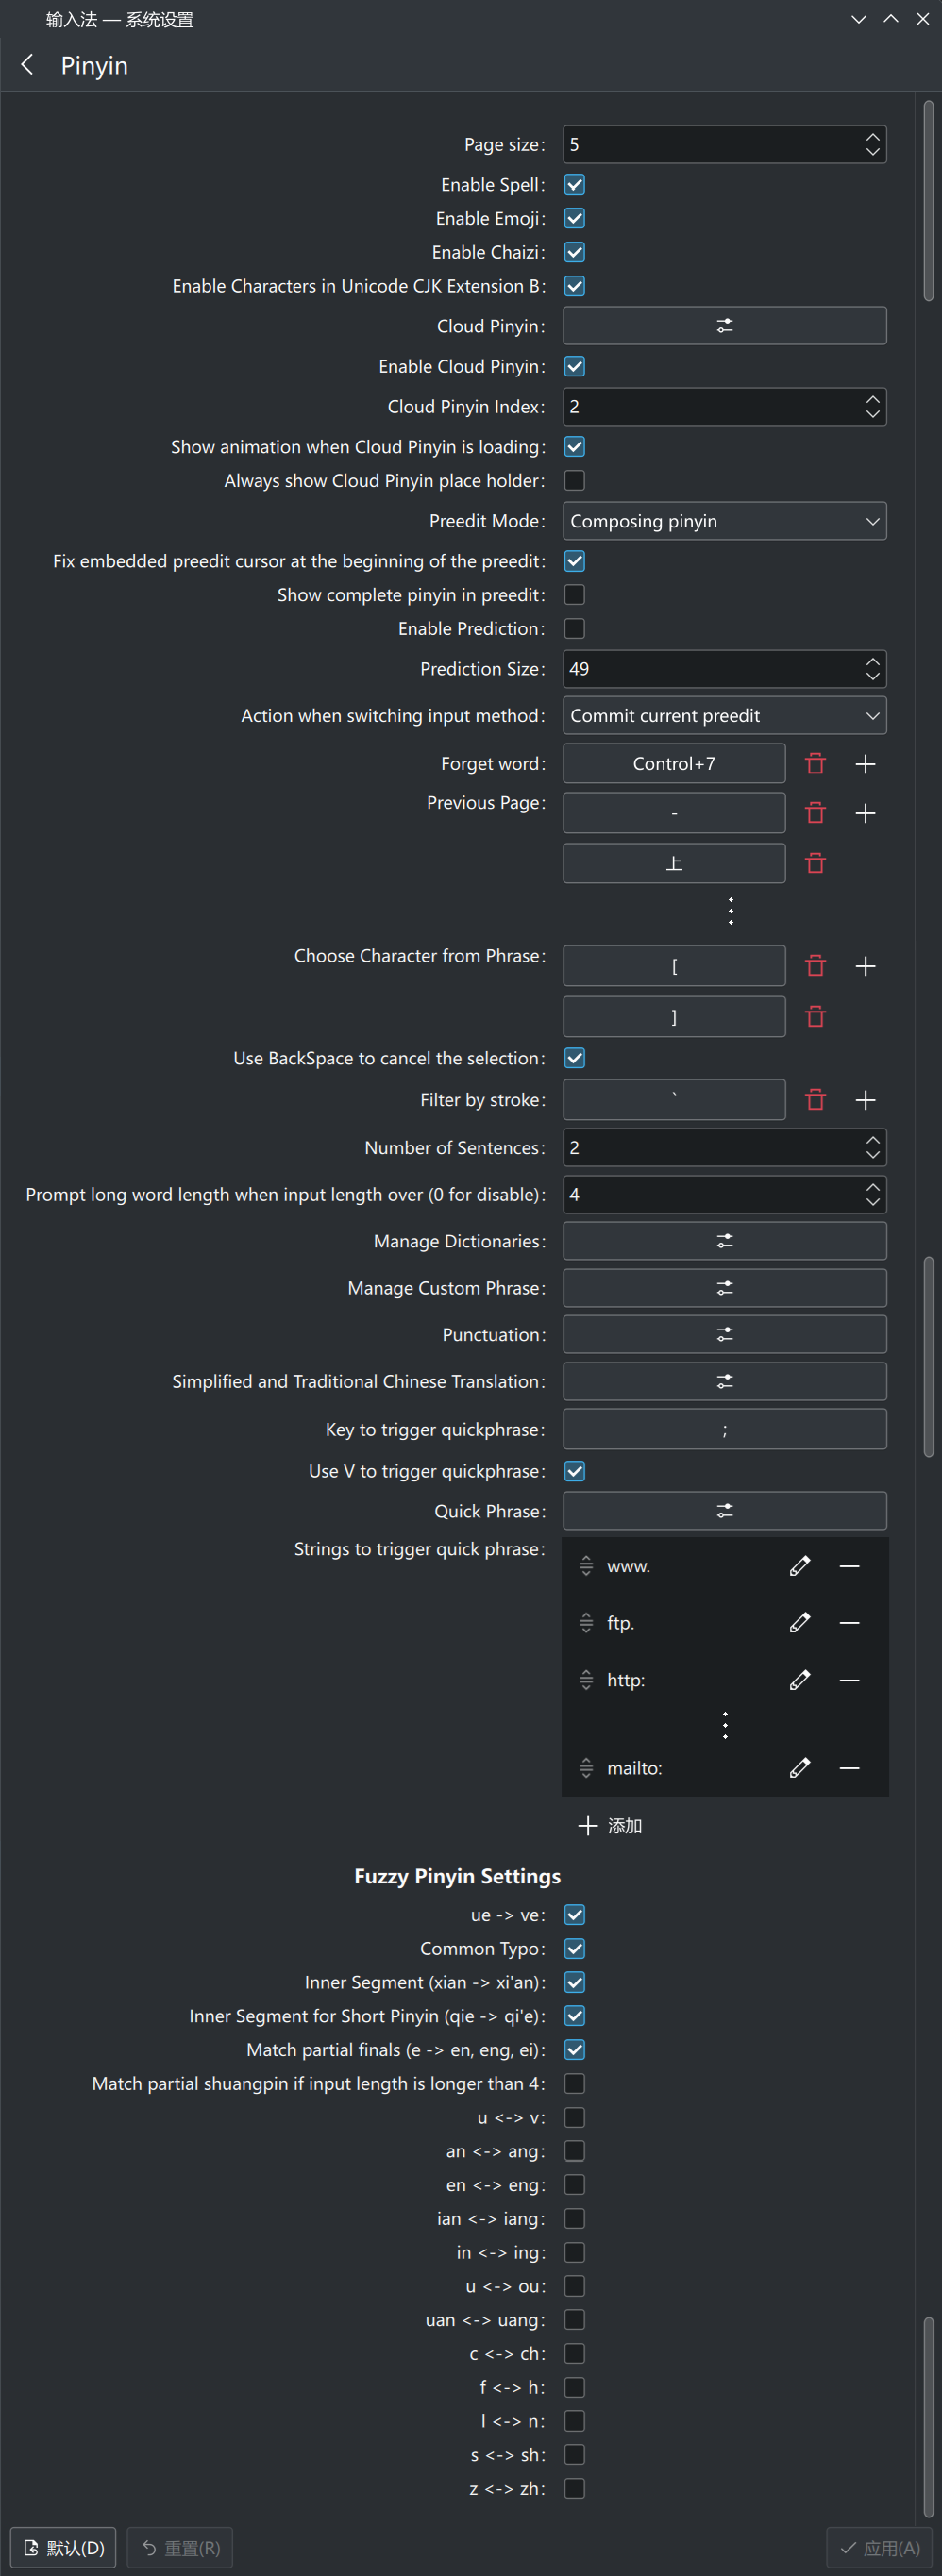 输入法 — 系统设置
Pinyin
Page size: 5
Enable Spell:
Enable Emoji:
Enable Chaizi:
Enable Characters in Unicode CJK Extension B:
Cloud Pinyin:
Enable Cloud Pinyin:
Cloud Pinyin Index: 2
Show animation when Cloud Pinyin is loading:
Always show Cloud Pinyin place holder:
Preedit Mode: Composing pinyin
Fix embedded preedit cursor at the beginning of the preedit:
Show complete pinyin in preedit:
Enable Prediction:
Prediction Size: 49
Action when switching input method: Commit current preedit
Forget word: Control+7
Previous Page: -
上
Choose Character from Phrase: [
]
Use BackSpace to cancel the selection:
Filter by stroke: `
Number of Sentences: 2
Prompt long word length when input length over (0 for disable): 4
Manage Dictionaries:
Manage Custom Phrase:
Punctuation:
Simplified and Traditional Chinese Translation:
Key to trigger quickphrase: ;
Use V to trigger quickphrase:
Quick Phrase:
Strings to trigger quick phrase: www.
ftp.
http:
mailto:
添加
Fuzzy Pinyin Settings
ue -> ve:
Common Typo:
Inner Segment (xian -> xi'an):
Inner Segment for Short Pinyin (qie -> qi'e):
Match partial finals (e -> en, eng, ei):
Match partial shuangpin if input length is longer than 4:
u <-> v:
an <-> ang:
en <-> eng:
ian <-> iang:
in <-> ing:
u <-> ou:
uan <-> uang:
c <-> ch:
f <-> h:
l <-> n:
s <-> sh:
z <-> zh:
默认(D) 重置(R) 应用(A)